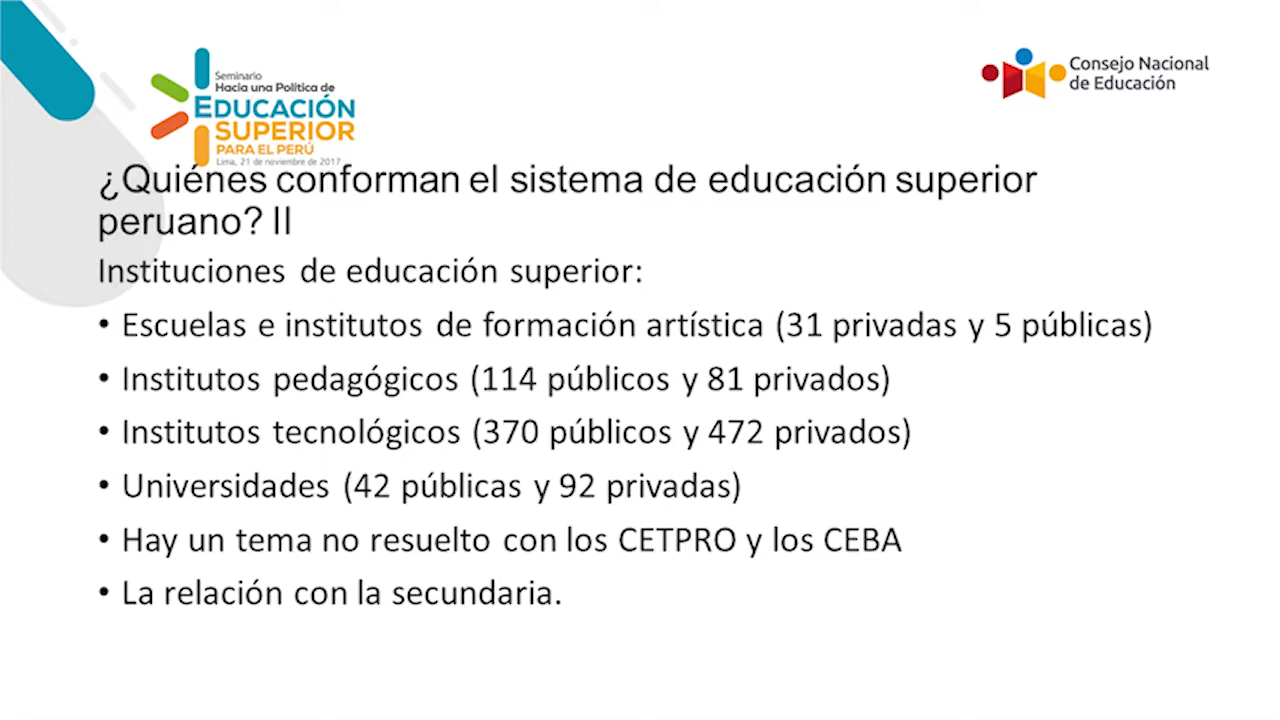 Seminario
Hacia una Política de
EDUCACIÓN
SUPERIOR
PARA EL PERÚ
Lima, 21 de noviembre de 2017
Consejo Nacional
de Educación
¿Quiénes conforman el sistema de educación superior
peruano? II
Instituciones de educación superior:
• Escuelas e institutos de formación artística (31 privadas y 5 públicas)
• Institutos pedagógicos (114 públicos y 81 privados)
• Institutos tecnológicos (370 públicos y 472 privados)
• Universidades (42 públicas y 92 privadas)
• Hay un tema no resuelto con los CETPRO y los CEBA
• La relación con la secundaria.